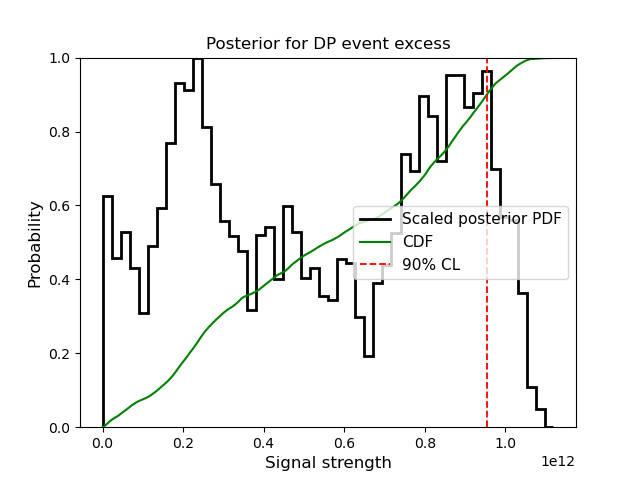 Posterior for DP event excess
Probability
1.0
0.8
0.6
0.4
0.2
0.0
Scaled posterior PDF
CDF
90% CL
0.0 0.2 0.4 0.6 0.8 1.0
1e12
Signal strength